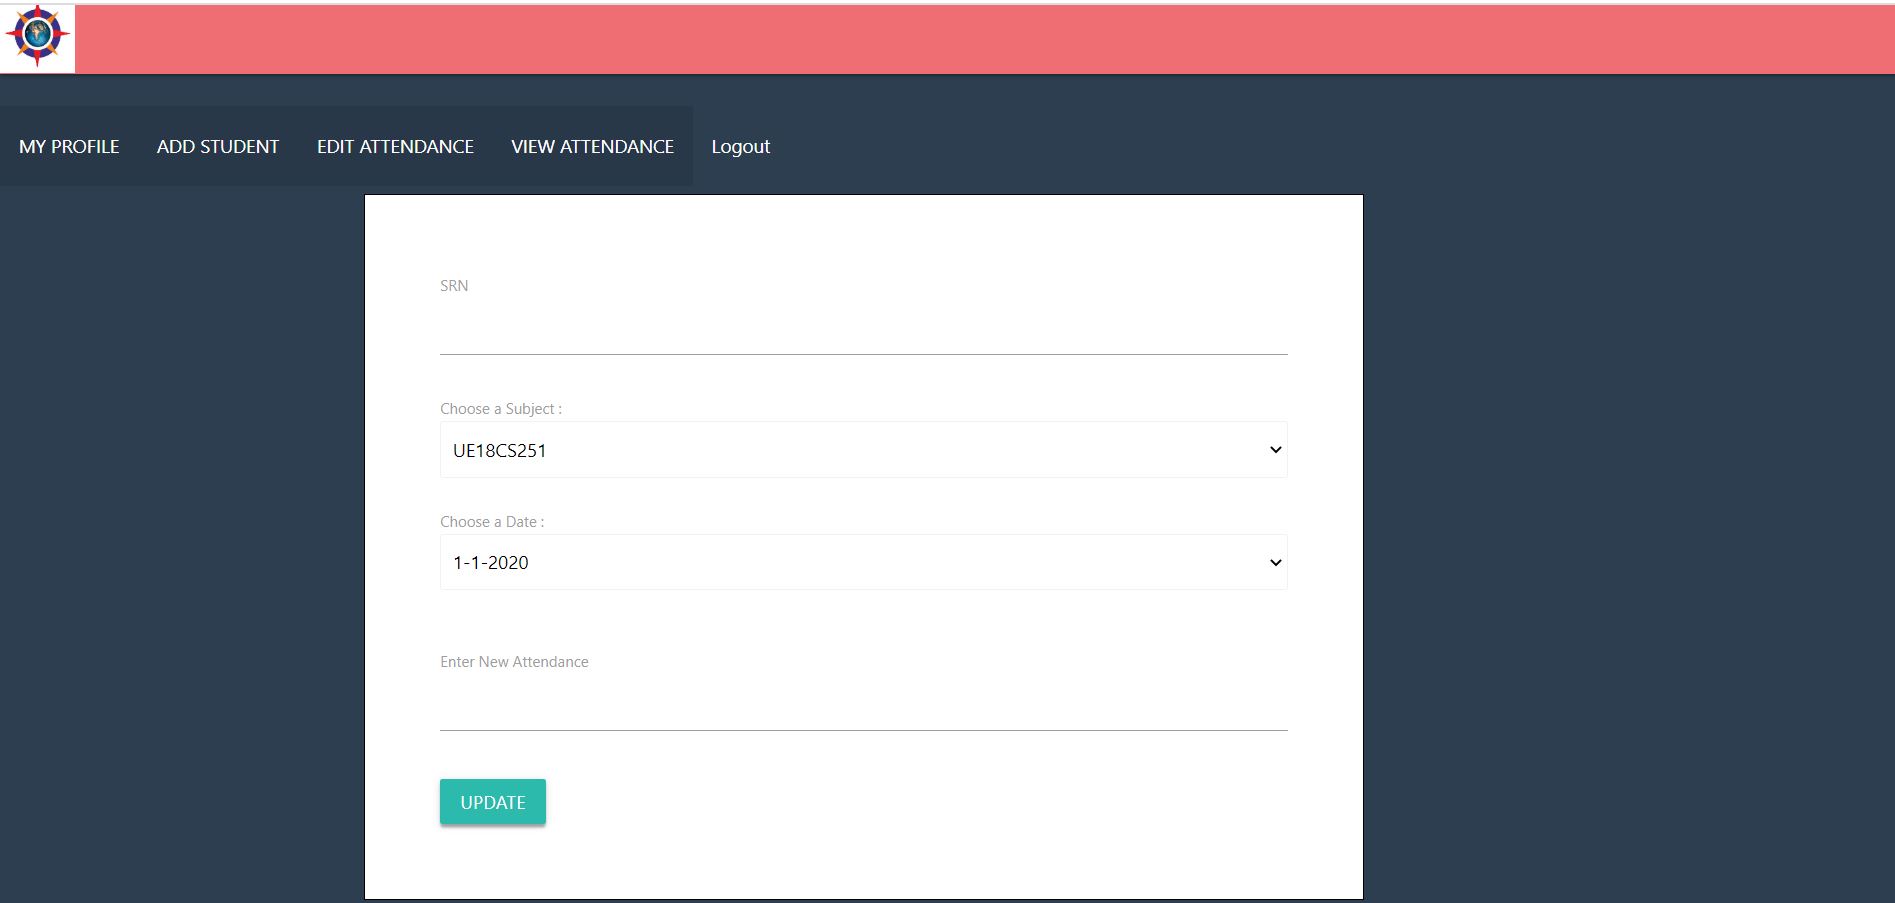 MY PROFILE ADD STUDENT EDIT ATTENDANCE VIEW ATTENDANCE Logout
SRN
Choose a Subject :
UE18CS251
Choose a Date :
1-1-2020
Enter New Attendance
UPDATE